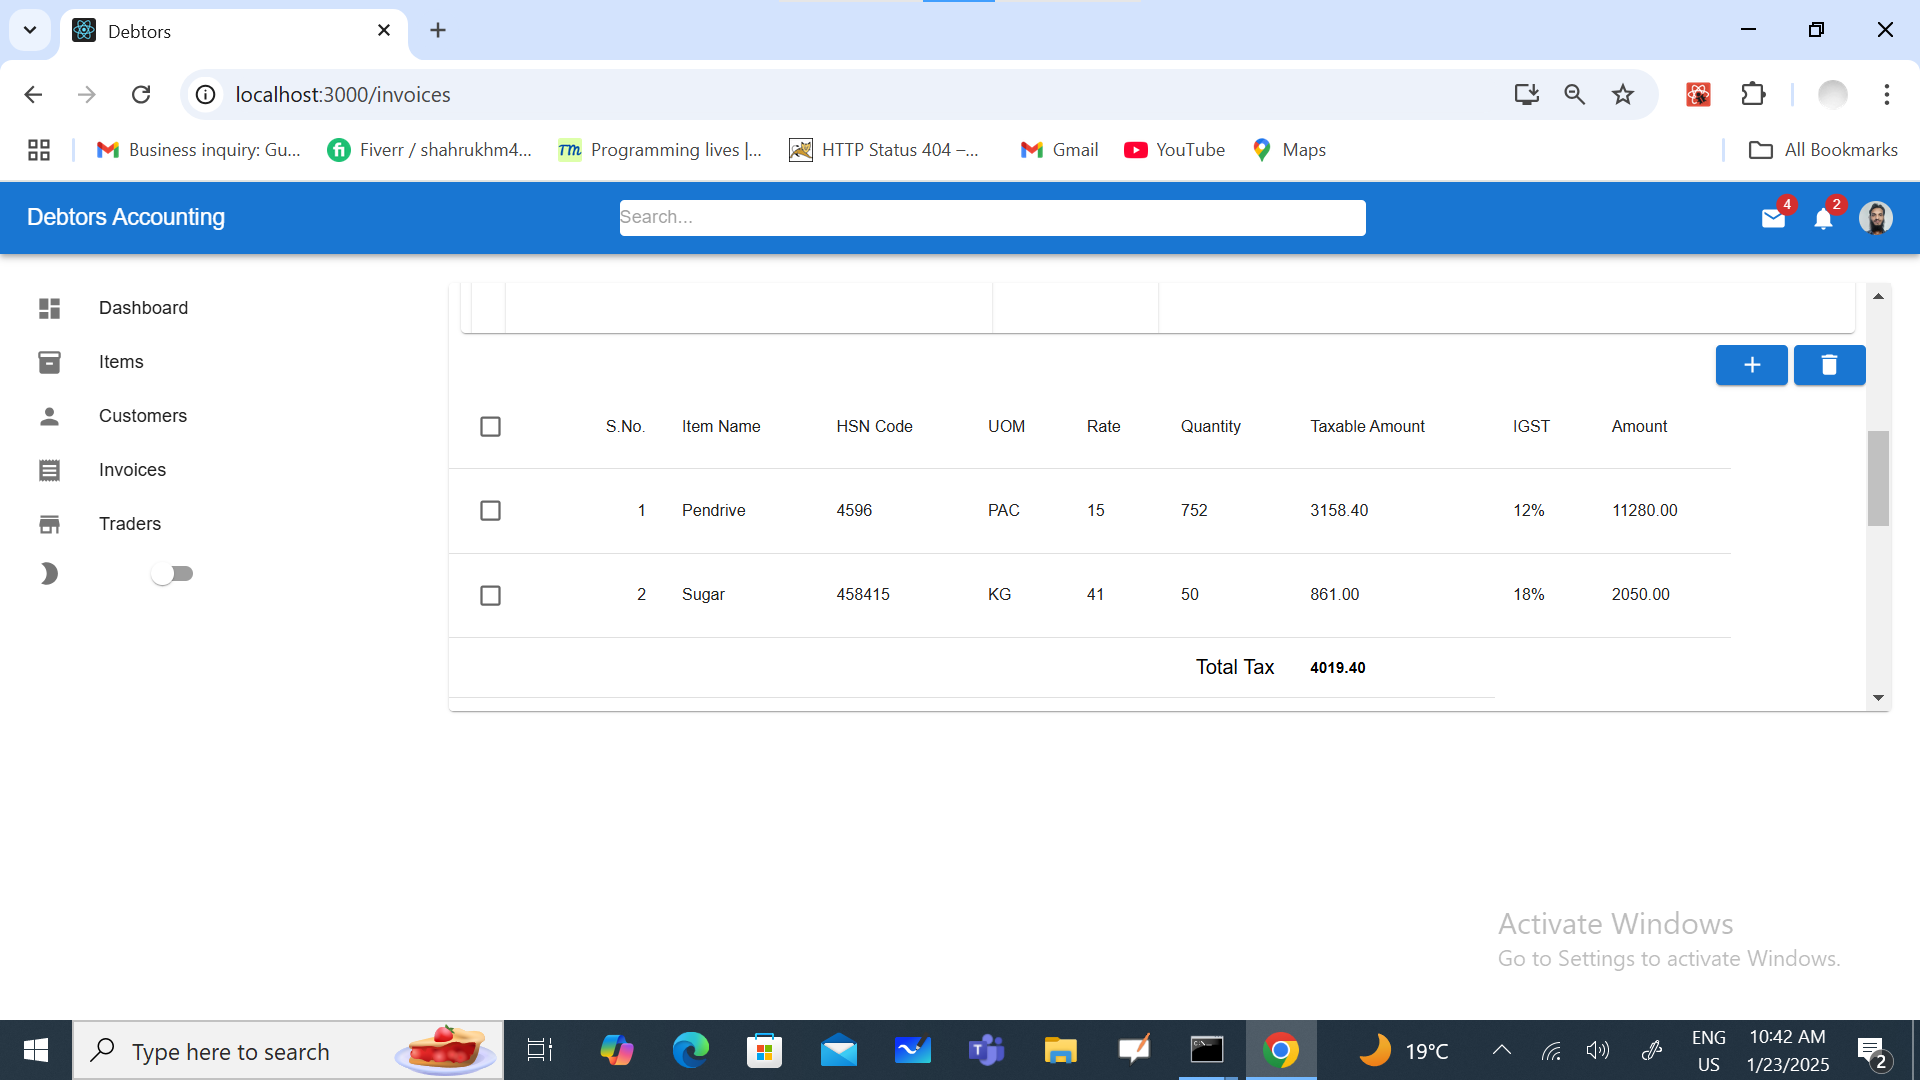 Debtors
localhost:3000/invoices
Business inquiry: Gu...
Fiverr / shahrukhm4...
TM Programming lives |...
HTTP Status 404 –...
Gmail
YouTube
Maps
All Bookmarks
Debtors Accounting
Search...
4
2
Dashboard
Items
Customers
Invoices
Traders
S.No. Item Name HSN Code UOM Rate Quantity Taxable Amount IGST Amount
1 Pendrive 4596 PAC 15 752 3158.40 12% 11280.00
2 Sugar 458415 KG 41 50 861.00 18% 2050.00
Total Tax 4019.40
Activate Windows
Go to Settings to activate Windows.
Type here to search
19°C
ENG
US
10:42 AM
1/23/2025
2